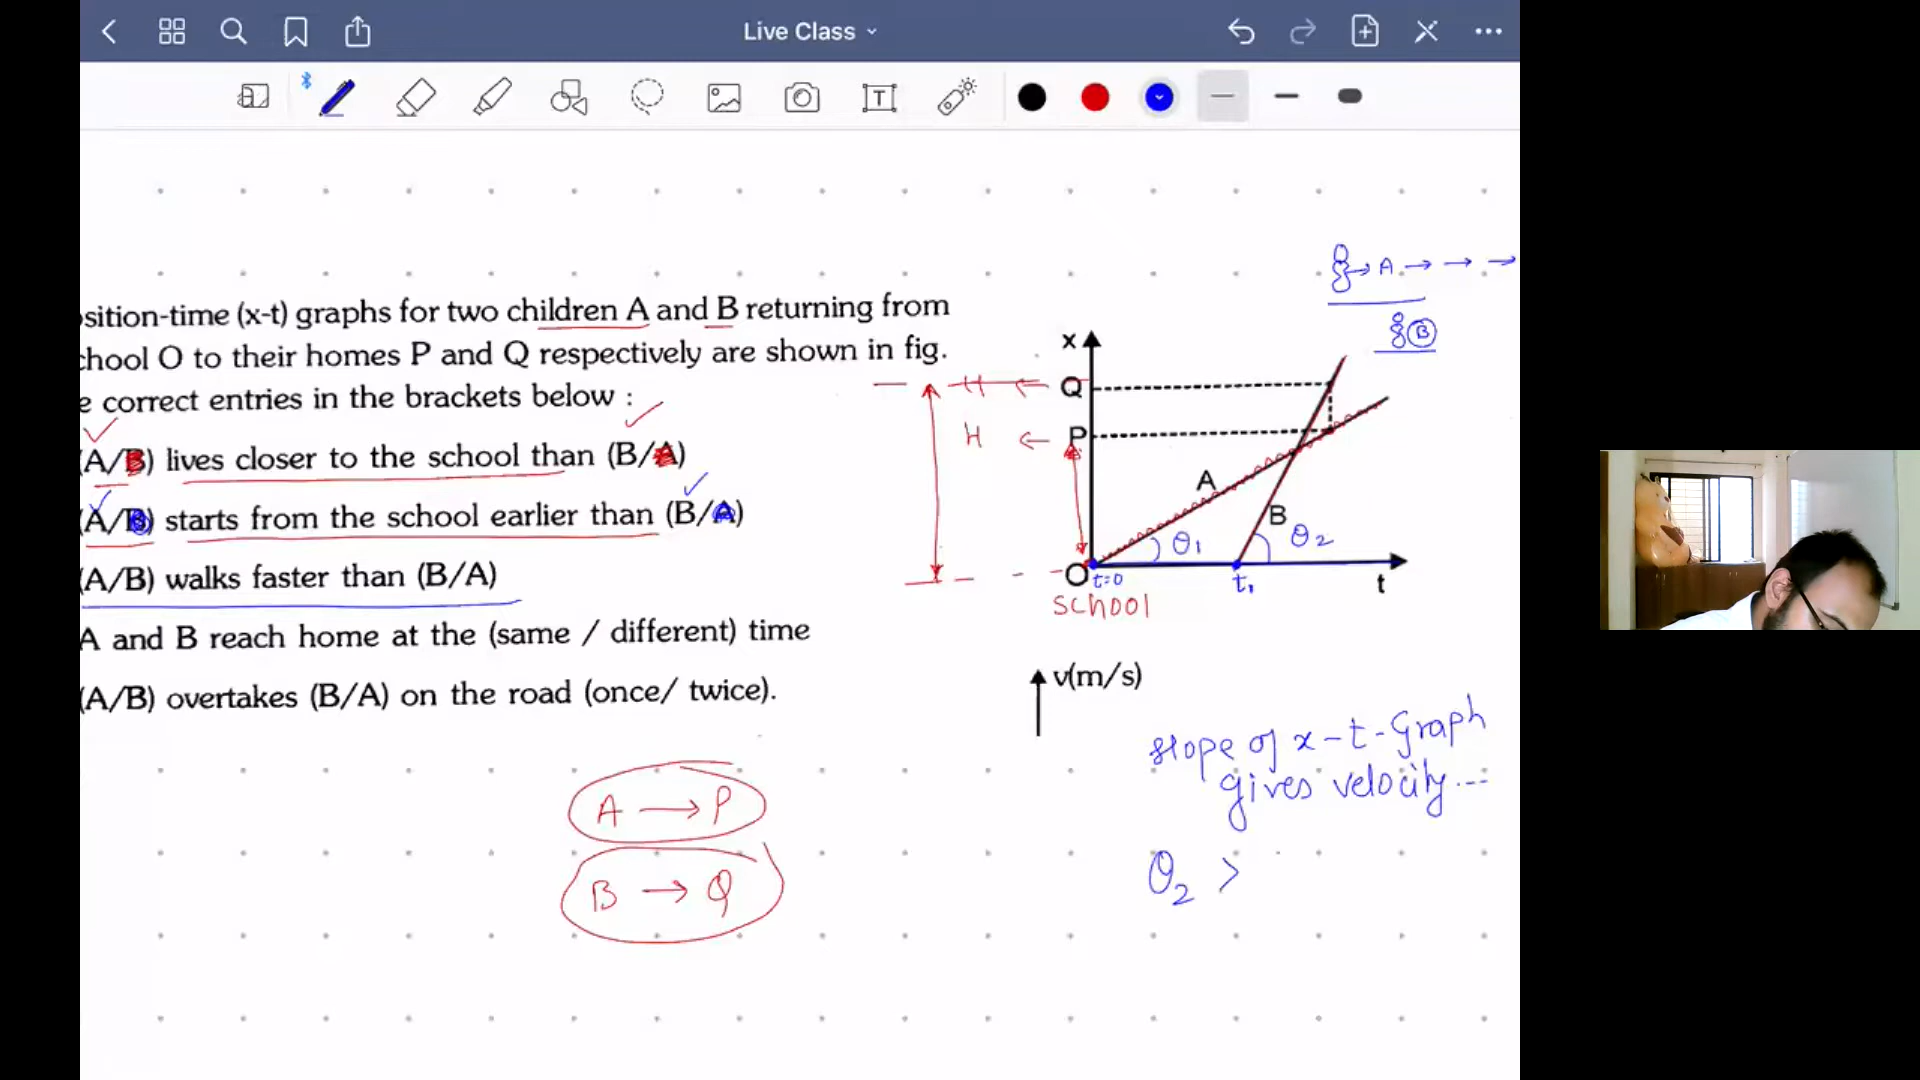 Live Class
sition-time (x-t) graphs for two children A and B returning from
chool O to their homes P and Q respectively are shown in fig.
e correct entries in the brackets below :
(A/B) lives closer to the school than (B/A)
(A/B) starts from the school earlier than (B/A)
(A/B) walks faster than (B/A)
A and B reach home at the (same / different) time
(A/B) overtakes (B/A) on the road (once/ twice).
A → P
B → Q
→ A → → →
B
x
H ← Q
H ← P
A
B
θ1
θ2
O t=0
t1
t
School
v(m/s)
slope of x-t-Graph
gives velocity...
θ2 >